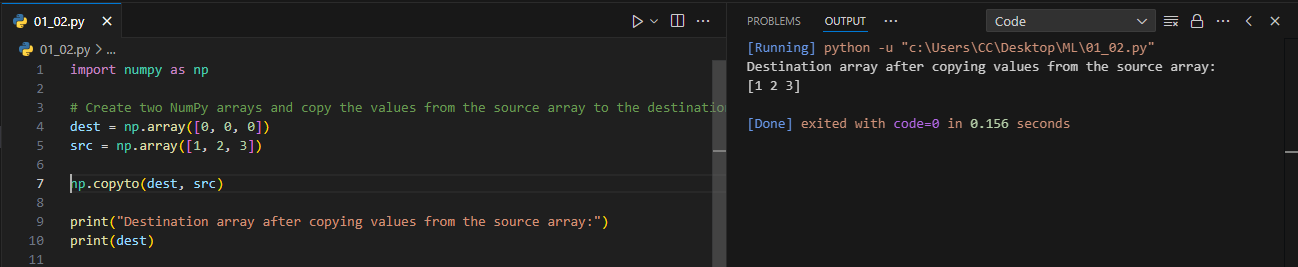 01_02.py
01_02.py > ...
1 import numpy as np
2
3 # Create two NumPy arrays and copy the values from the source array to the destination
4 dest = np.array([0, 0, 0])
5 src = np.array([1, 2, 3])
6
7 np.copyto(dest, src)
8
9 print("Destination array after copying values from the source array:")
10 print(dest)
11
PROBLEMS OUTPUT ... Code
[Running] python -u "c:\Users\CC\Desktop\ML\01_02.py"
Destination array after copying values from the source array:
[1 2 3]
[Done] exited with code=0 in 0.156 seconds